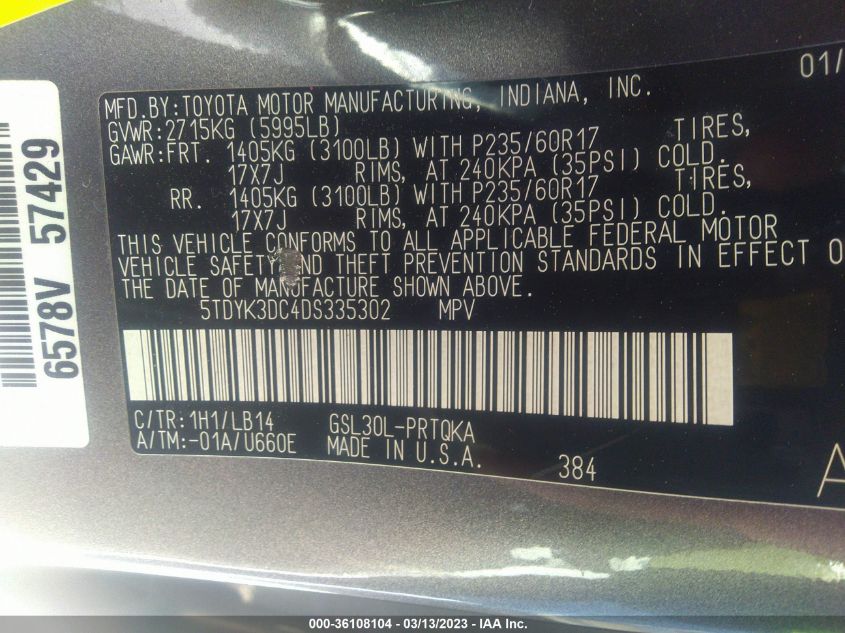 01/
MFD.BY:TOYOTA MOTOR MANUFACTURING, INDIANA, INC.
GVWR:2715KG (5995LB)
GAWR:FRT. 1405KG (3100LB) WITH P235/60R17 TIRES,
17X7J RIMS, AT 240KPA (35PSI) COLD.
RR. 1405KG (3100LB) WITH P235/60R17 TIRES,
17X7J RIMS, AT 240KPA (35PSI) COLD.
THIS VEHICLE CONFORMS TO ALL APPLICABLE FEDERAL MOTOR
VEHICLE SAFETY AND THEFT PREVENTION STANDARDS IN EFFECT O
THE DATE OF MANUFACTURE SHOWN ABOVE.
5TDYK3DC4DS335302 MPV
C/TR:1H1/LB14 GSL30L-PRTQKA
A/TM:-01A/U660E MADE IN U.S.A.
384
A
6578V 57429
000-36108104 / 03/13/2023 - IAA Inc.